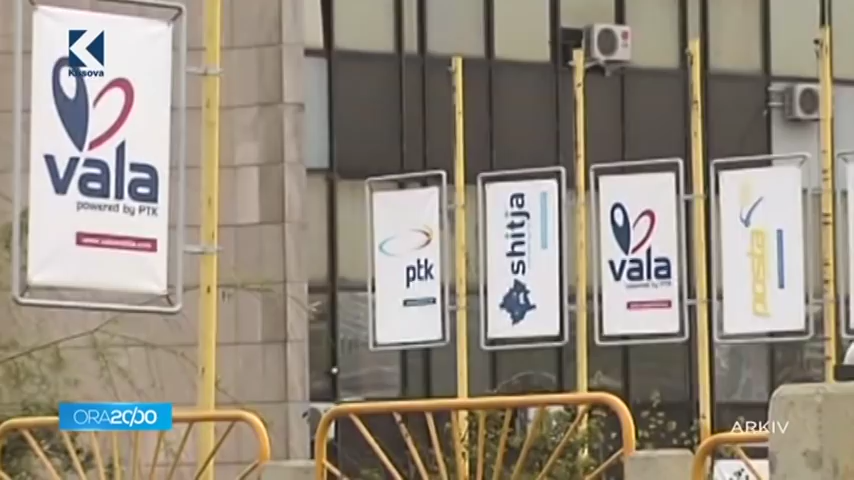 Kosova
vala
powered by PTK
ptk
shitja
vala
powered by PTK
posta
ORA20/00
ARKIV